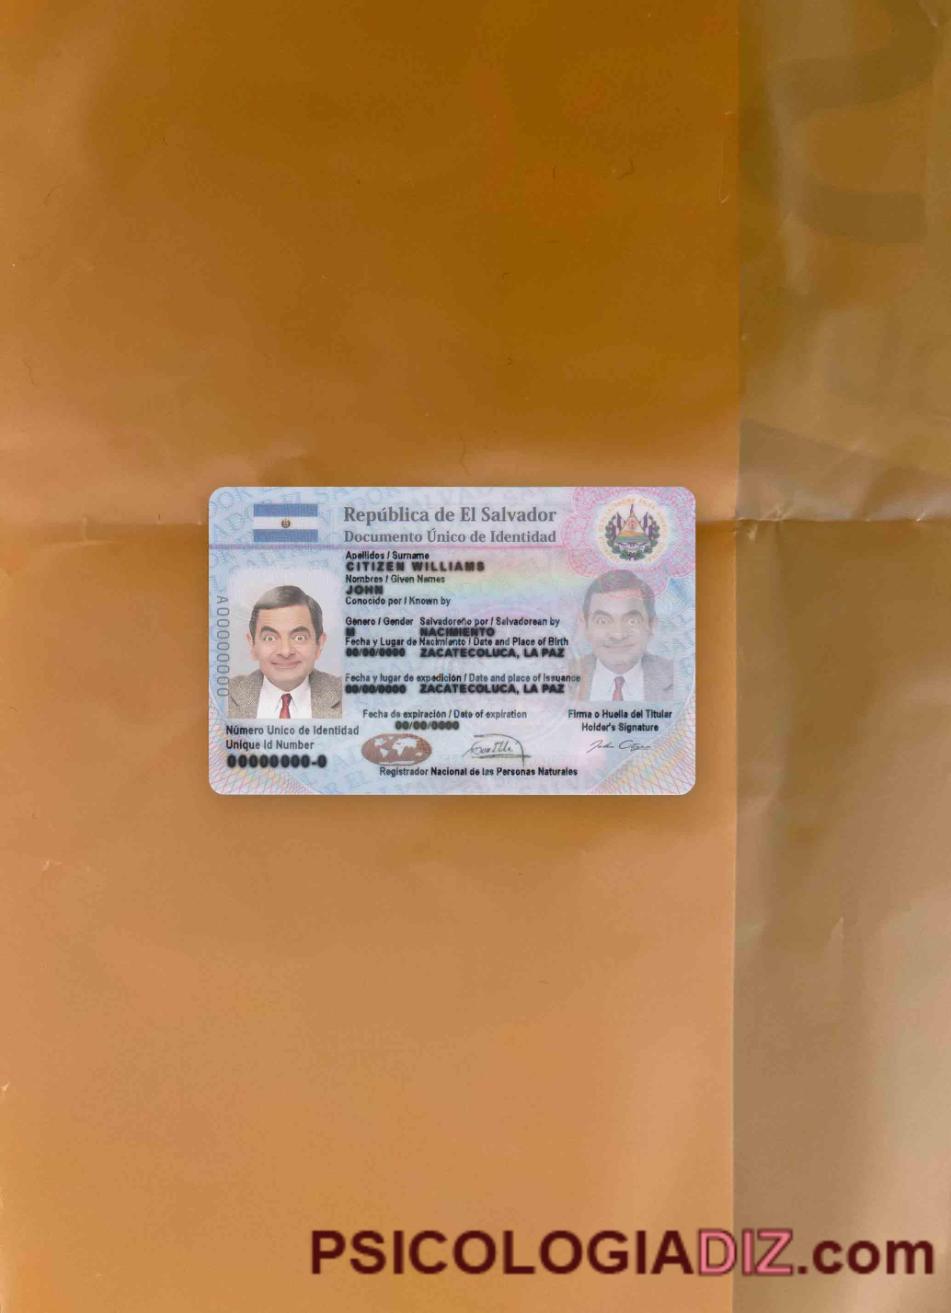 República de El Salvador
Documento Único de Identidad
Apellidos / Surname
CITIZEN WILLIAMS
Nombres / Given Names
JOHN
Conocido por / Known by
Género / Gender Salvadoreño por / Salvadorean by
M NACIMIENTO
Fecha y Lugar de Nacimiento / Date and Place of Birth
00/00/0000 ZACATECOLUCA, LA PAZ
Fecha y lugar de expedición / Date and place of Issuance
00/00/0000 ZACATECOLUCA, LA PAZ
Fecha de expiración / Date of expiration
00/00/0000
Firma o Huella del Titular
Holder's Signature
A00000000
Número Unico de Identidad
Unique Id Number
00000000-0
Registrador Nacional de las Personas Naturales
PSICOLOGIADIZ.com